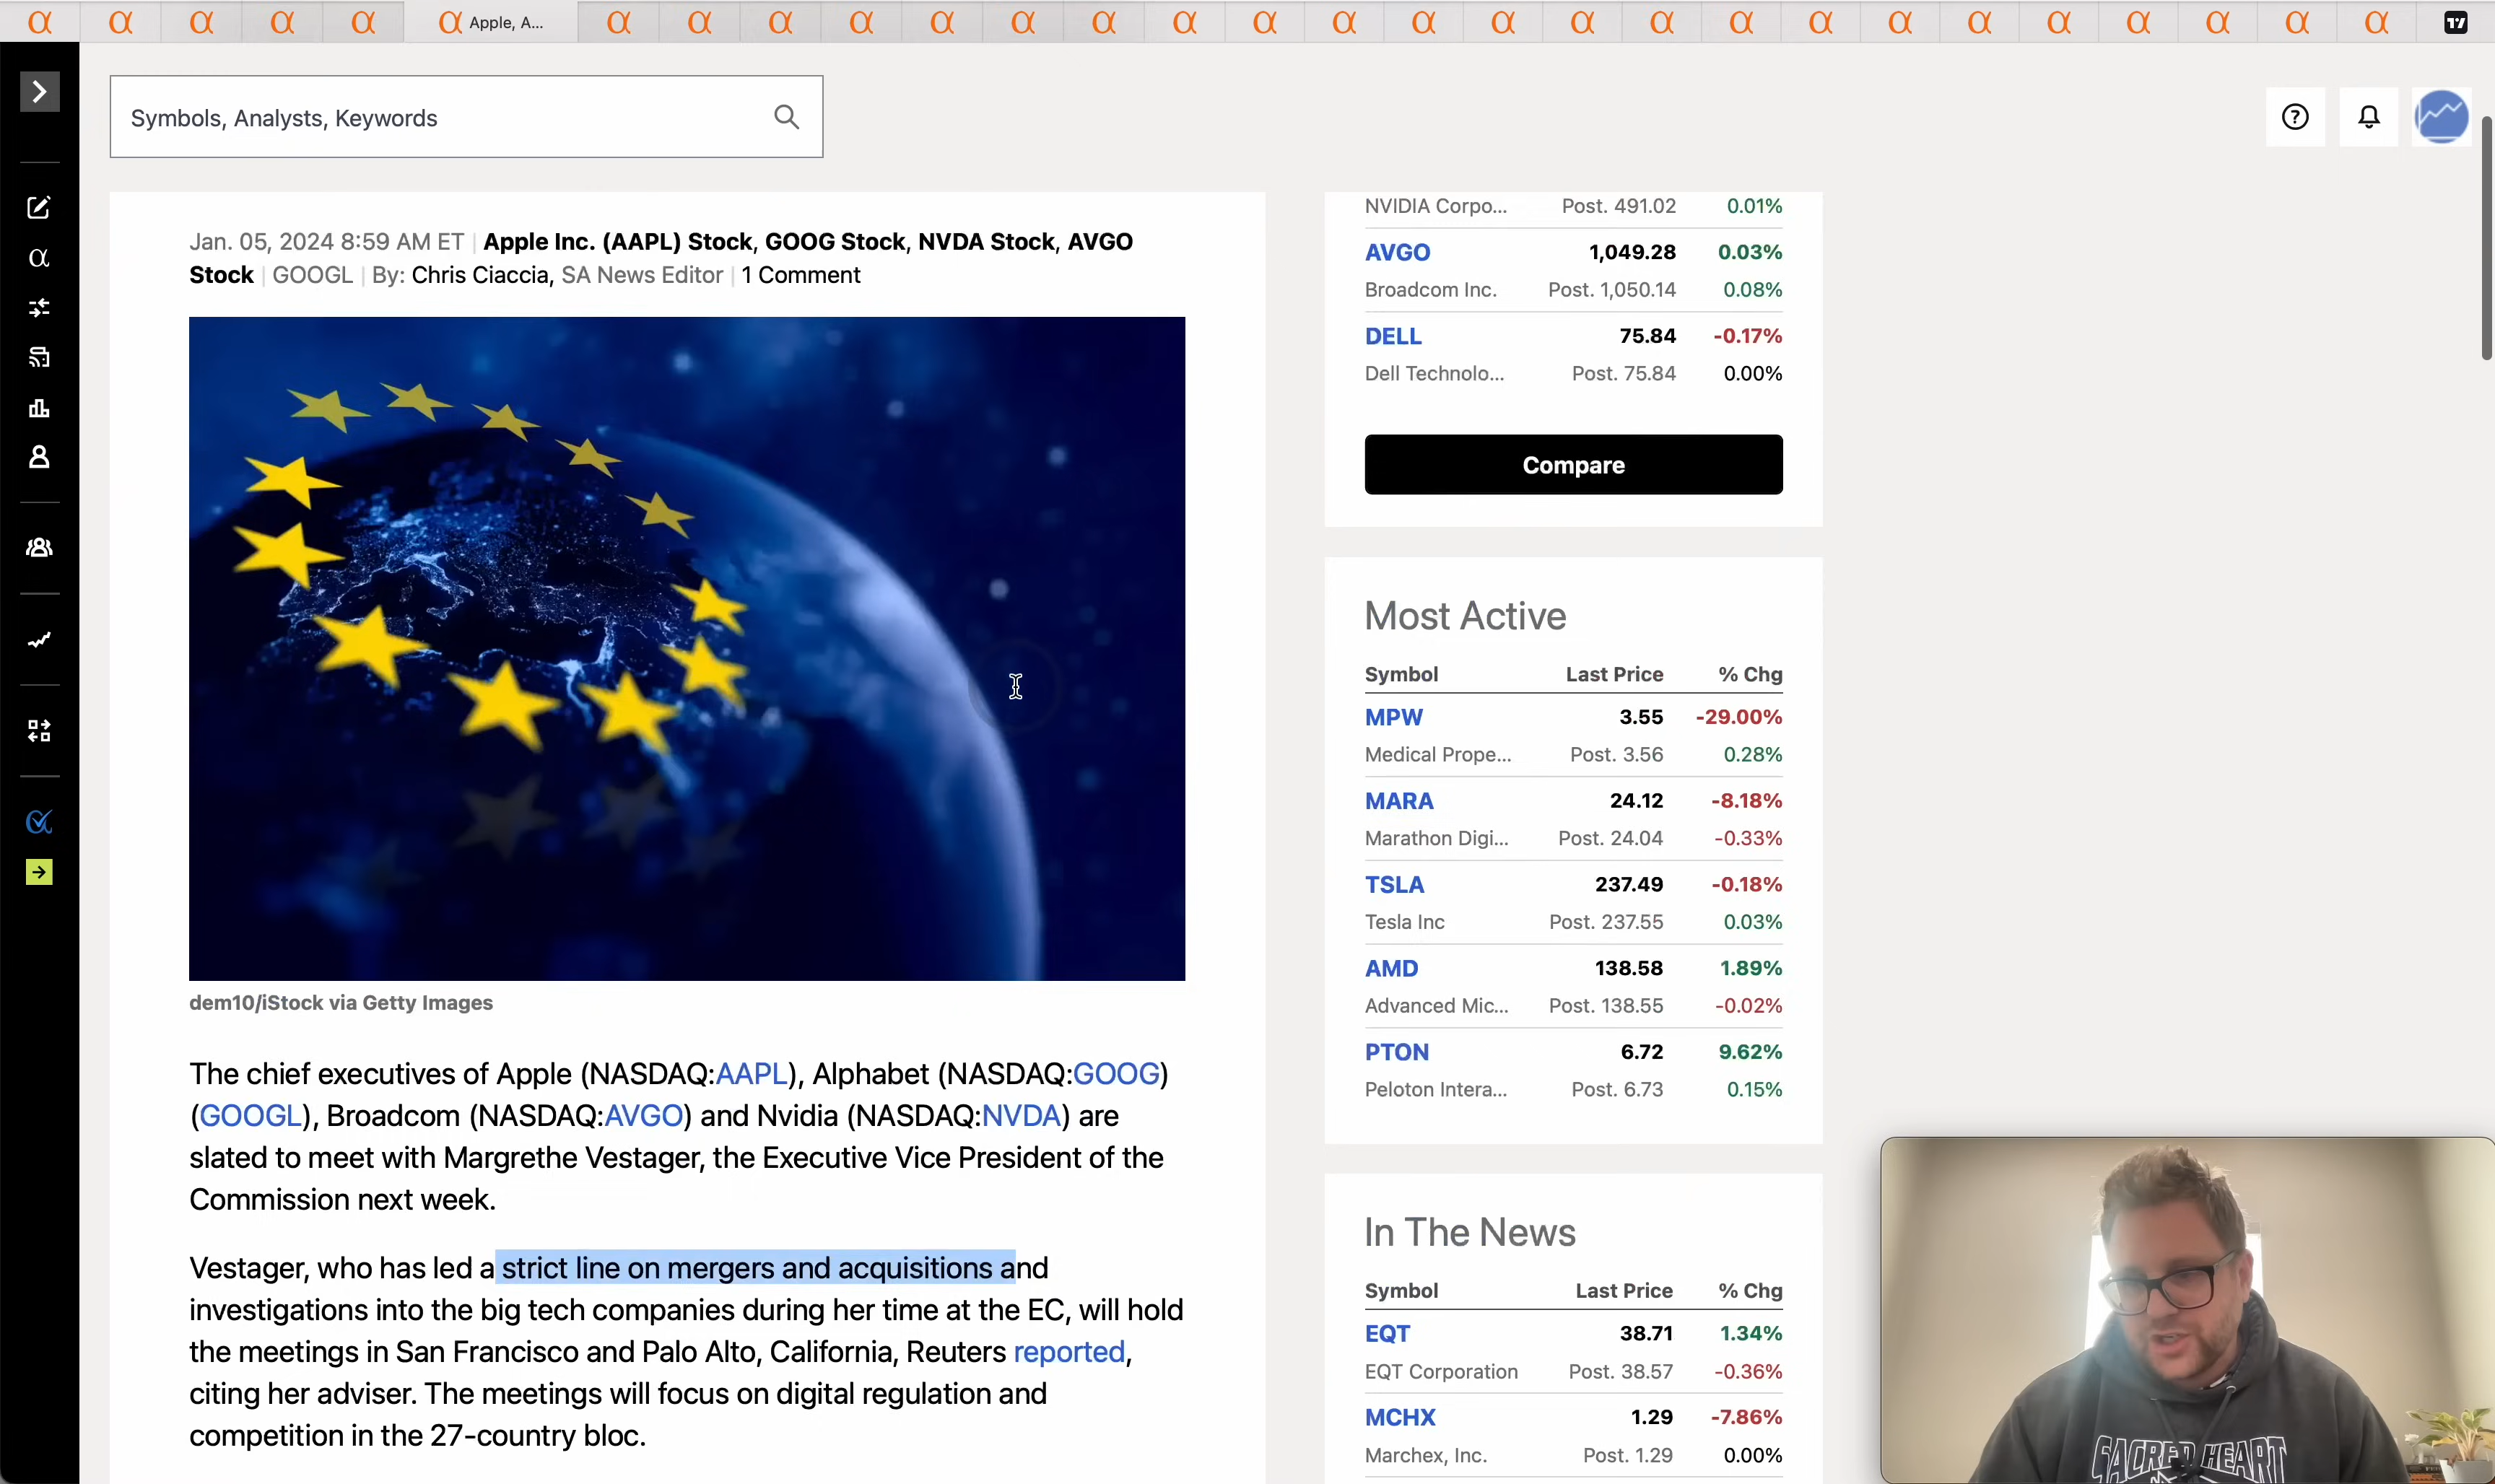 Apple, A...
Symbols, Analysts, Keywords
Jan. 05, 2024 8:59 AM ET | Apple Inc. (AAPL) Stock, GOOG Stock, NVDA Stock, AVGO
Stock | GOOGL | By: Chris Ciaccia, SA News Editor | 1 Comment
dem10/iStock via Getty Images
The chief executives of Apple (NASDAQ:AAPL), Alphabet (NASDAQ:GOOG)
(GOOGL), Broadcom (NASDAQ:AVGO) and Nvidia (NASDAQ:NVDA) are
slated to meet with Margrethe Vestager, the Executive Vice President of the
Commission next week.
Vestager, who has led a strict line on mergers and acquisitions and
investigations into the big tech companies during her time at the EC, will hold
the meetings in San Francisco and Palo Alto, California, Reuters reported,
citing her adviser. The meetings will focus on digital regulation and
competition in the 27-country bloc.
NVIDIA Corpo... Post. 491.02 0.01%
AVGO 1,049.28 0.03%
Broadcom Inc. Post. 1,050.14 0.08%
DELL 75.84 -0.17%
Dell Technolo... Post. 75.84 0.00%
Compare
Most Active
Symbol Last Price % Chg
MPW 3.55 -29.00%
Medical Prope... Post. 3.56 0.28%
MARA 24.12 -8.18%
Marathon Digi... Post. 24.04 -0.33%
TSLA 237.49 -0.18%
Tesla Inc Post. 237.55 0.03%
AMD 138.58 1.89%
Advanced Mic... Post. 138.55 -0.02%
PTON 6.72 9.62%
Peloton Intera... Post. 6.73 0.15%
In The News
Symbol Last Price % Chg
EQT 38.71 1.34%
EQT Corporation Post. 38.57 -0.36%
MCHX 1.29 -7.86%
Marchex, Inc. Post. 1.29 0.00%
SACRED HEART